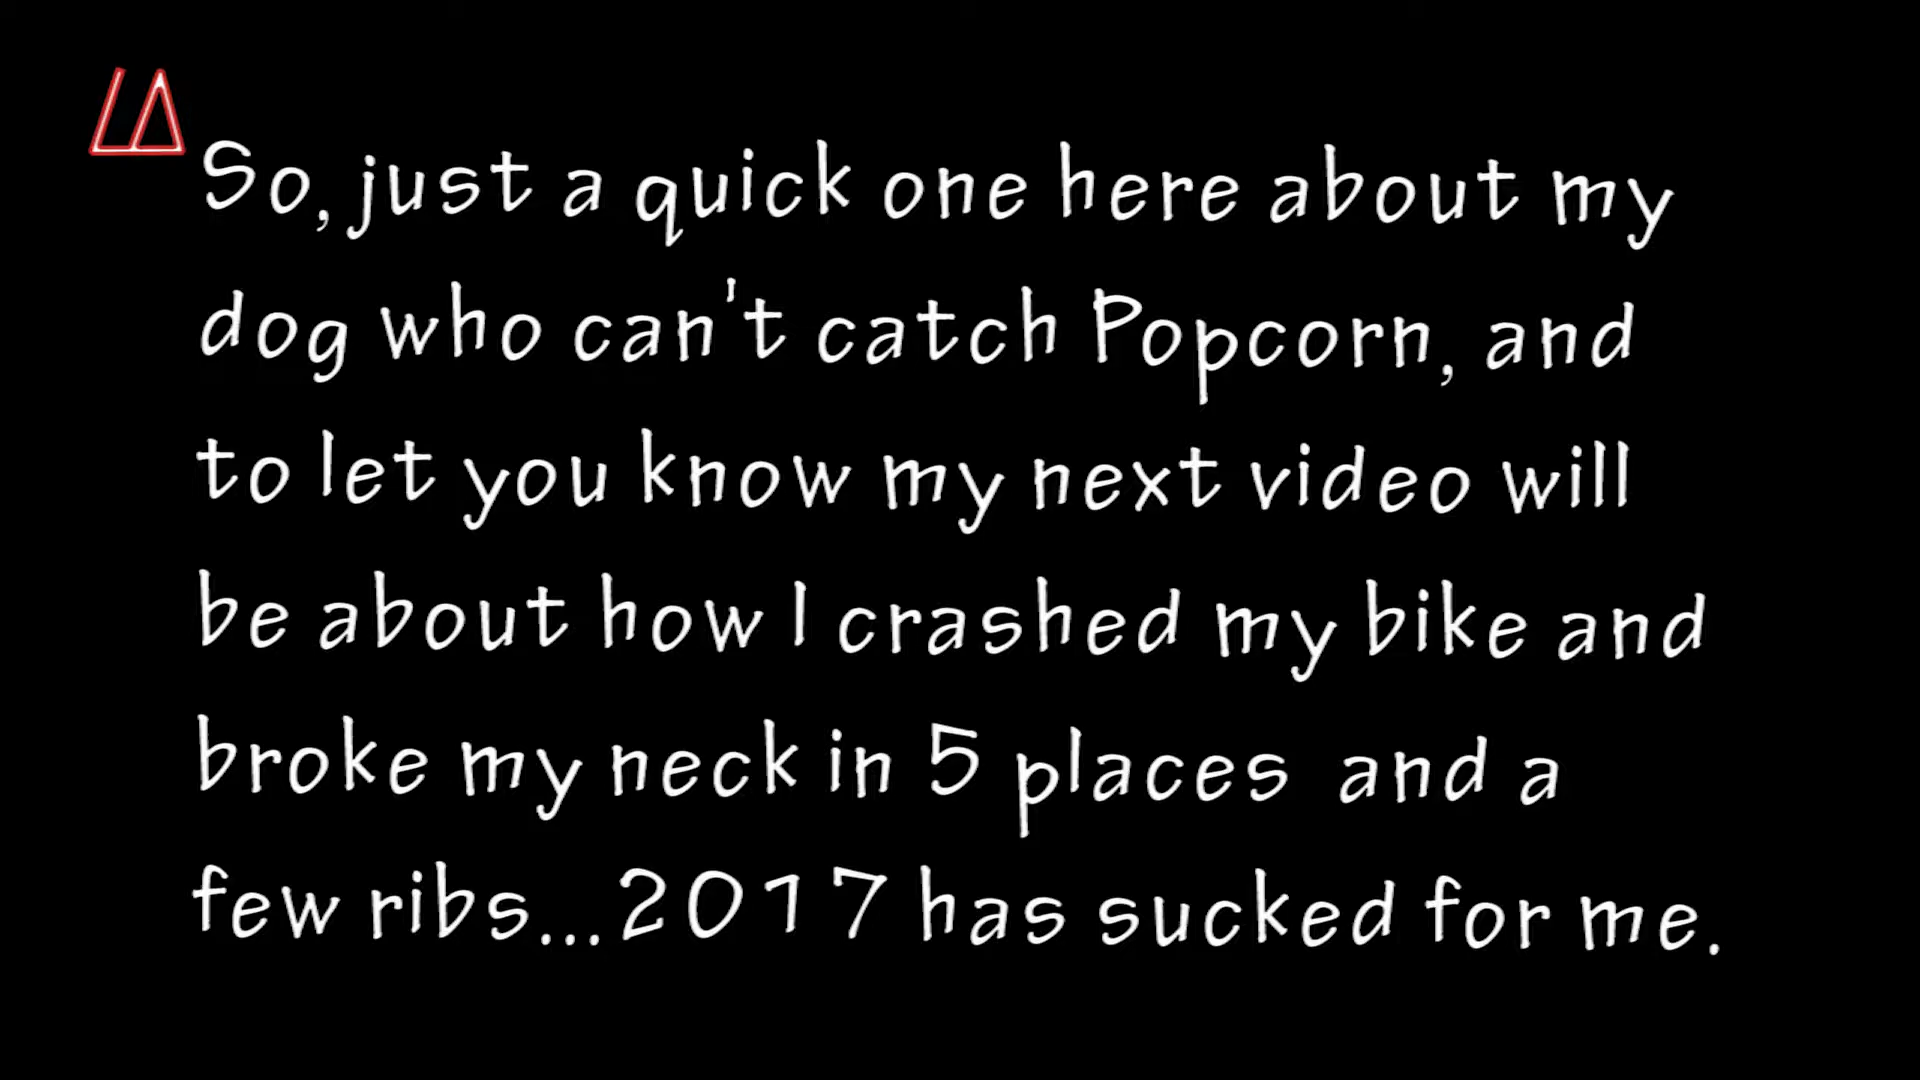 So, just a quick one here about my
dog who can't catch Popcorn, and
to let you know my next video will
be about how I crashed my bike and
broke my neck in 5 places and a
few ribs...2017 has sucked for me.